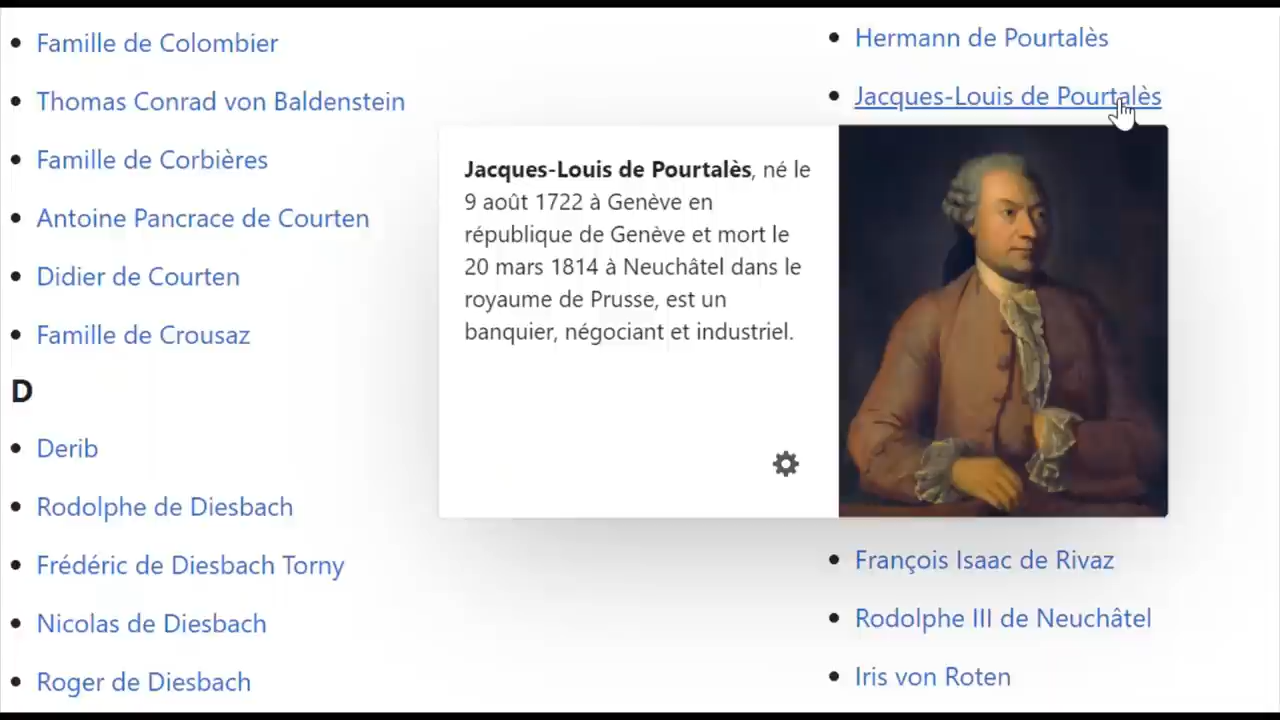 Famille de Colombier
Thomas Conrad von Baldenstein
Famille de Corbières
Antoine Pancrace de Courten
Didier de Courten
Famille de Crousaz
D
Derib
Rodolphe de Diesbach
Frédéric de Diesbach Torny
Nicolas de Diesbach
Roger de Diesbach
Hermann de Pourtalès
Jacques-Louis de Pourtalès
Jacques-Louis de Pourtalès, né le
9 août 1722 à Genève en
république de Genève et mort le
20 mars 1814 à Neuchâtel dans le
royaume de Prusse, est un
banquier, négociant et industriel.
François Isaac de Rivaz
Rodolphe III de Neuchâtel
Iris von Roten